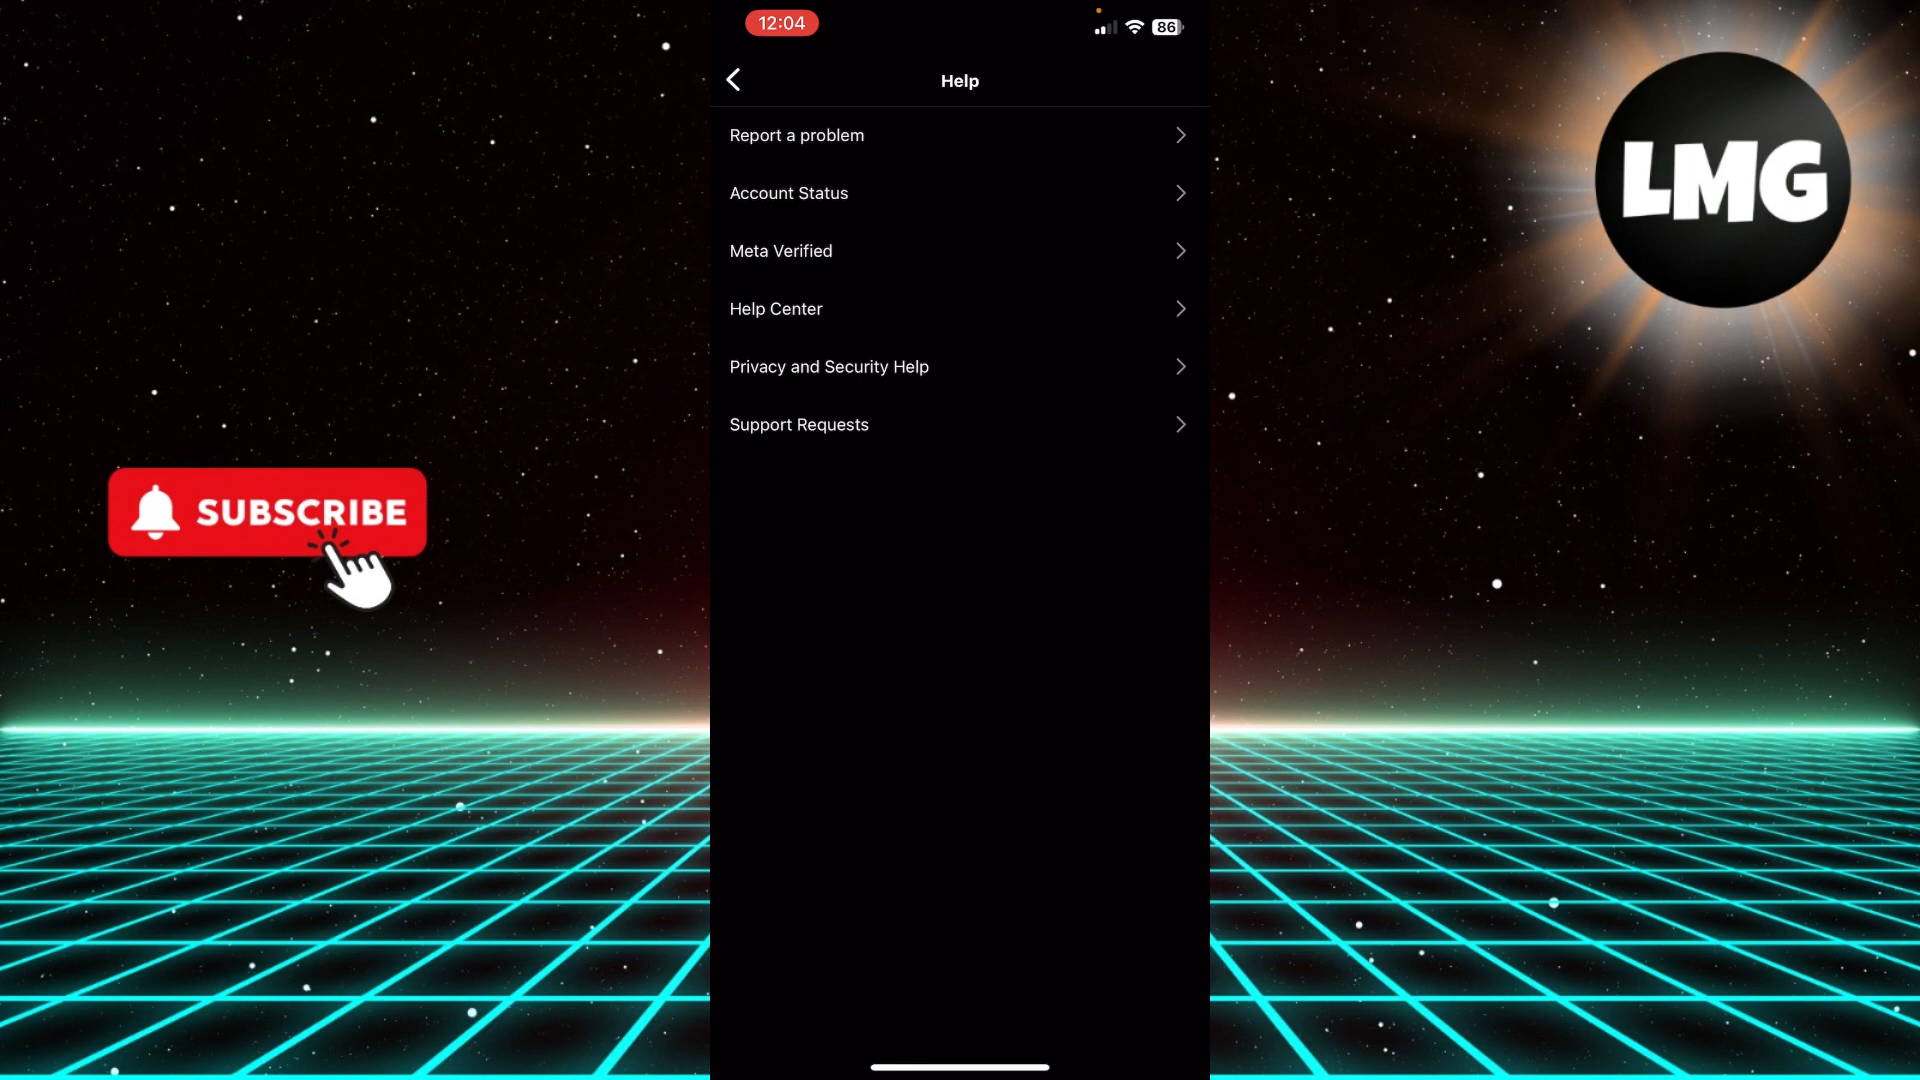 12:04
86
Help
Report a problem
Account Status
Meta Verified
Help Center
Privacy and Security Help
Support Requests
SUBSCRIBE
LMG